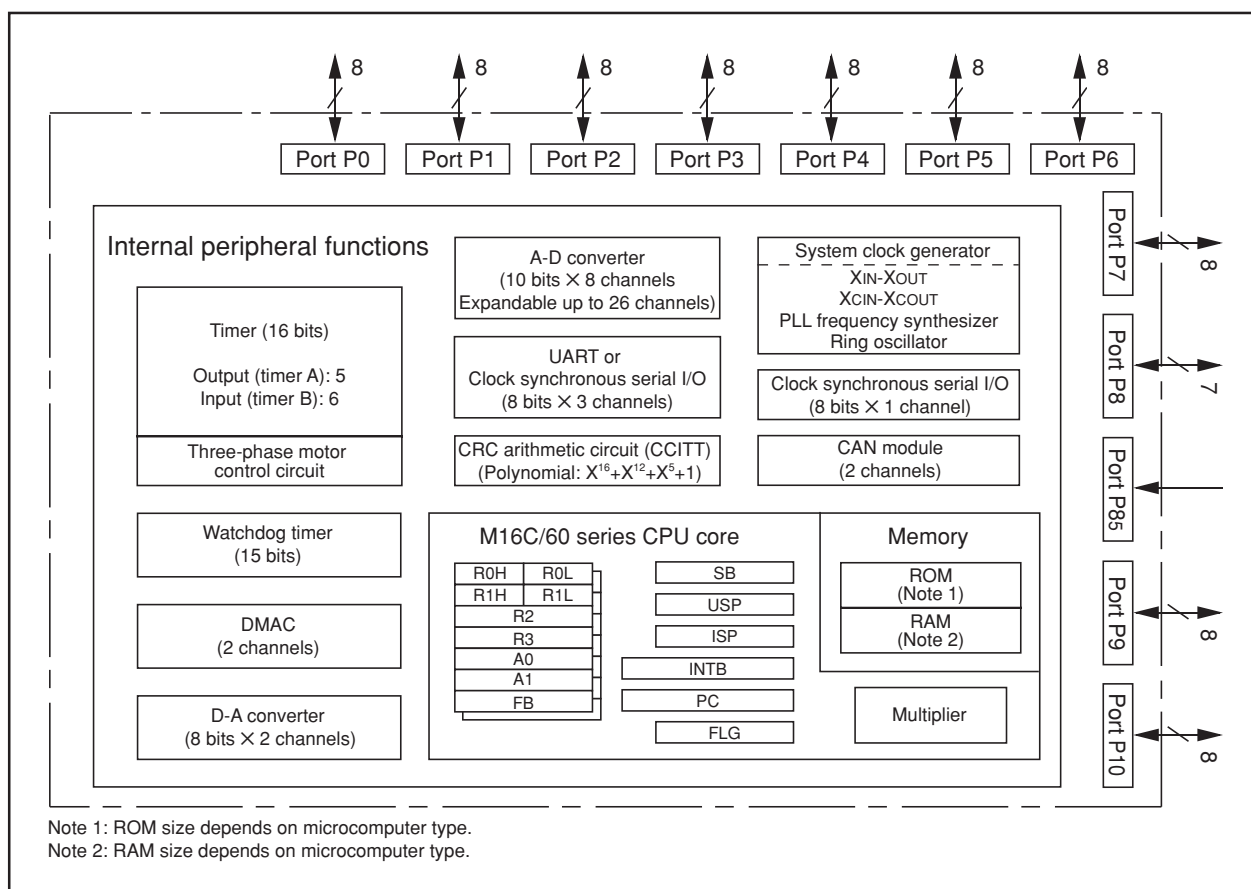 8
8
8
8
8
8
8
Port P0
Port P1
Port P2
Port P3
Port P4
Port P5
Port P6
Internal peripheral functions
Timer (16 bits)
Output (timer A): 5
Input (timer B): 6
Three-phase motor
control circuit
Watchdog timer
(15 bits)
DMAC
(2 channels)
D-A converter
(8 bits × 2 channels)
A-D converter
(10 bits × 8 channels
Expandable up to 26 channels)
UART or
Clock synchronous serial I/O
(8 bits × 3 channels)
CRC arithmetic circuit (CCITT)
(Polynomial: X¹⁶+X¹²+X⁵+1)
System clock generator
XIN-XOUT
XCIN-XCOUT
PLL frequency synthesizer
Ring oscillator
Clock synchronous serial I/O
(8 bits × 1 channel)
CAN module
(2 channels)
M16C/60 series CPU core
R0H
R0L
R1H
R1L
R2
R3
A0
A1
FB
SB
USP
ISP
INTB
PC
FLG
Memory
ROM
(Note 1)
RAM
(Note 2)
Multiplier
Port P7
8
Port P8
7
Port P85
Port P9
8
Port P10
8
Note 1: ROM size depends on microcomputer type.
Note 2: RAM size depends on microcomputer type.